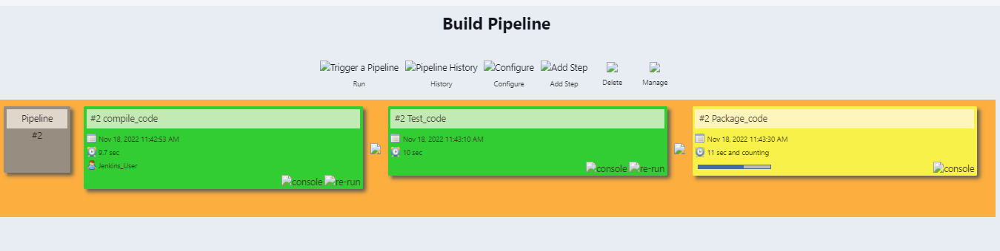 Build Pipeline
Trigger a Pipeline Pipeline History Configure Add Step
Run History Configure Add Step Delete Manage
Pipeline
#2
#2 compile_code
Nov 18, 2022 11:42:53 AM
9.7 sec
Jenkins_User
console re-run
#2 Test_code
Nov 18, 2022 11:43:10 AM
10 sec
console re-run
#2 Package_code
Nov 18, 2022 11:43:30 AM
11 sec and counting
console